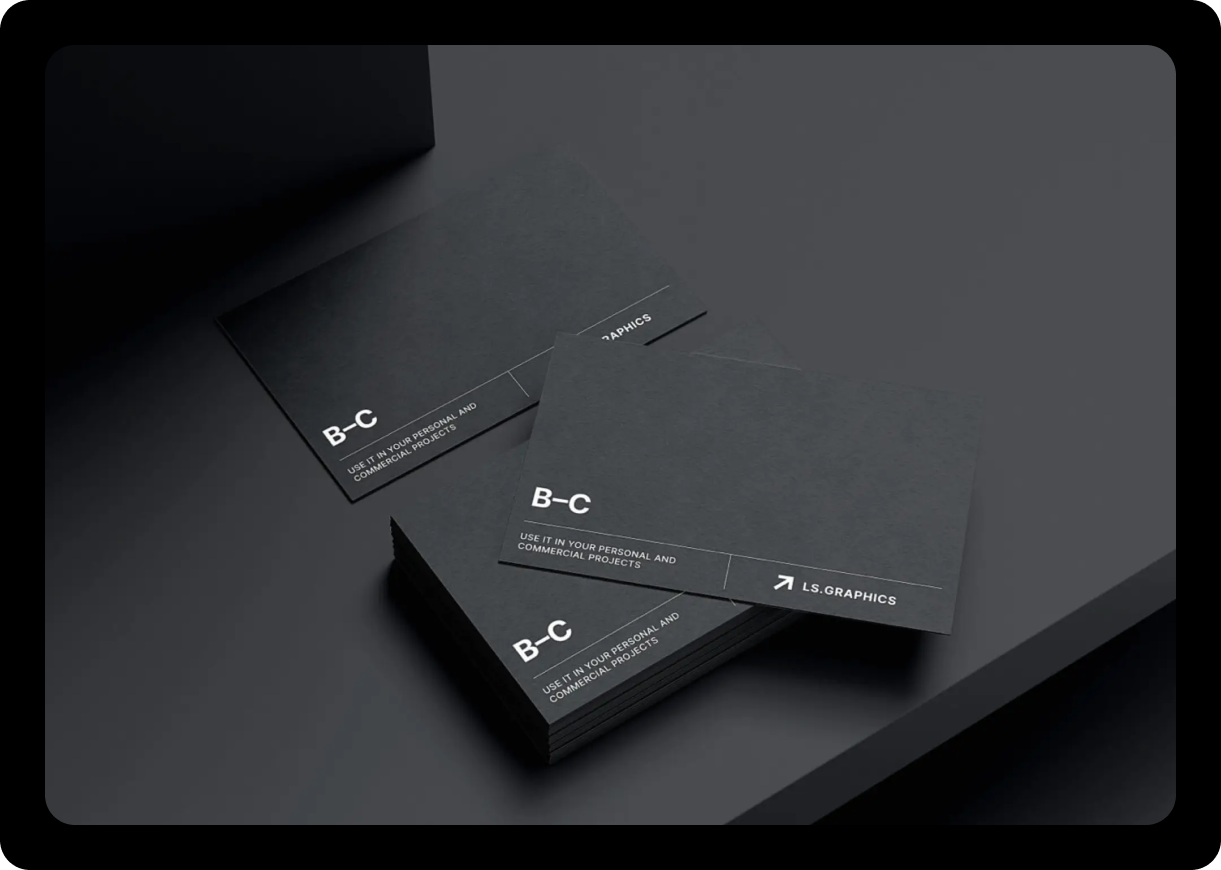 APHICS
B–C
USE IT IN YOUR PERSONAL AND
COMMERCIAL PROJECTS
B–C
USE IT IN YOUR PERSONAL AND
COMMERCIAL PROJECTS
LS.GRAPHICS
B–C
USE IT IN YOUR PERSONAL AND
COMMERCIAL PROJECTS